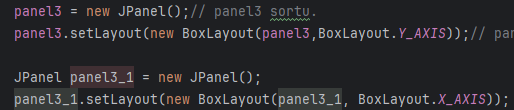 panel3 = new JPanel();// panel3 sortu.
panel3.setLayout(new BoxLayout(panel3,BoxLayout.Y_AXIS));// pan
JPanel panel3_1 = new JPanel();
panel3_1.setLayout(new BoxLayout(panel3_1, BoxLayout.X_AXIS));